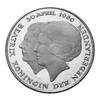 30 APRIL 1980
BEATRIX KONINGIN DER NEDERLANDEN